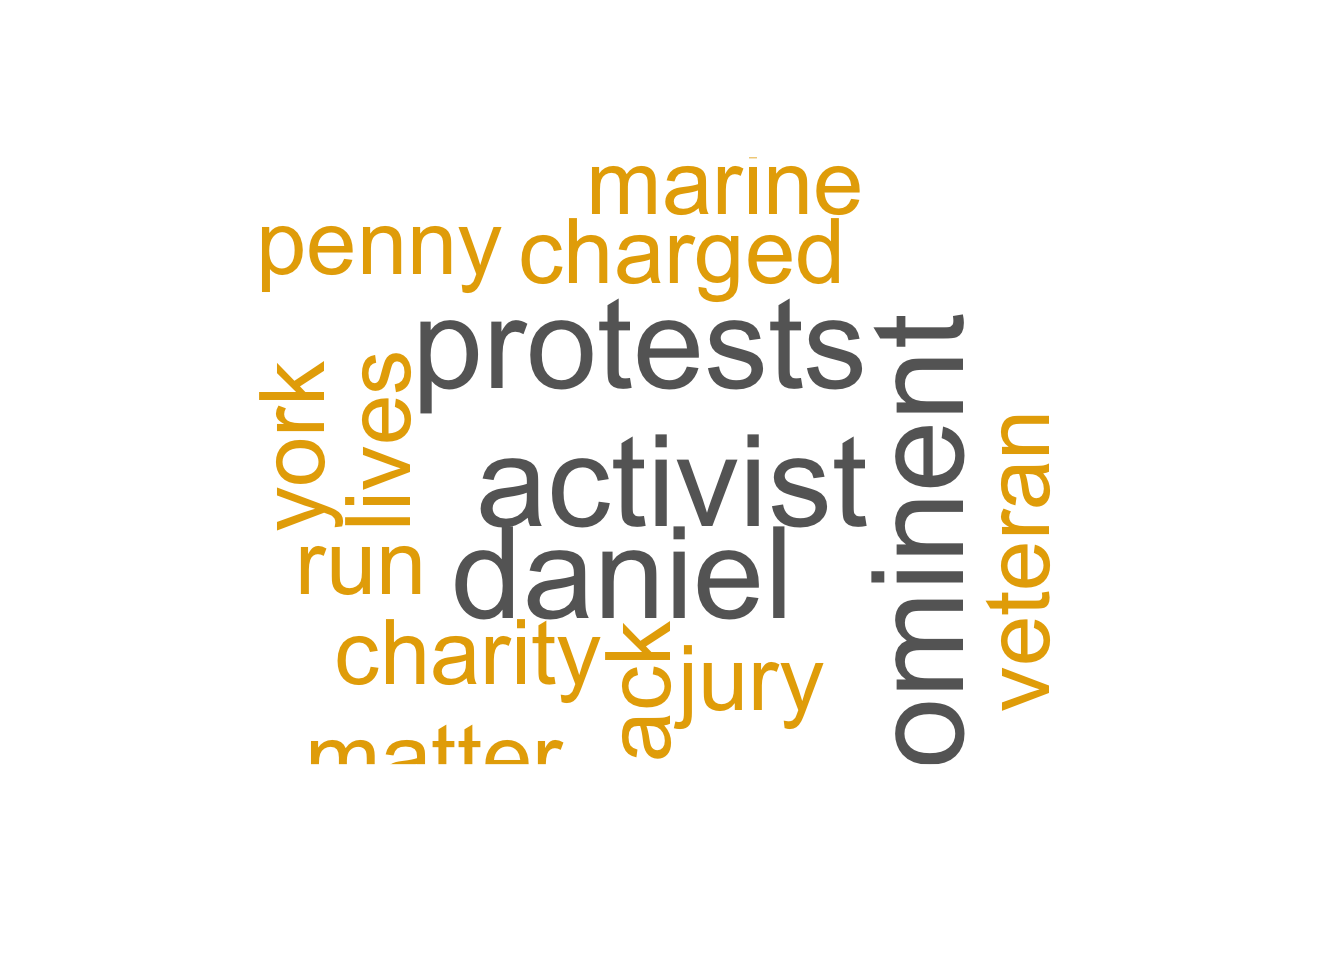 marine
penny
charged
protests
york
lives
activist
ominent
veteran
run
daniel
charity
ack
jury
matter